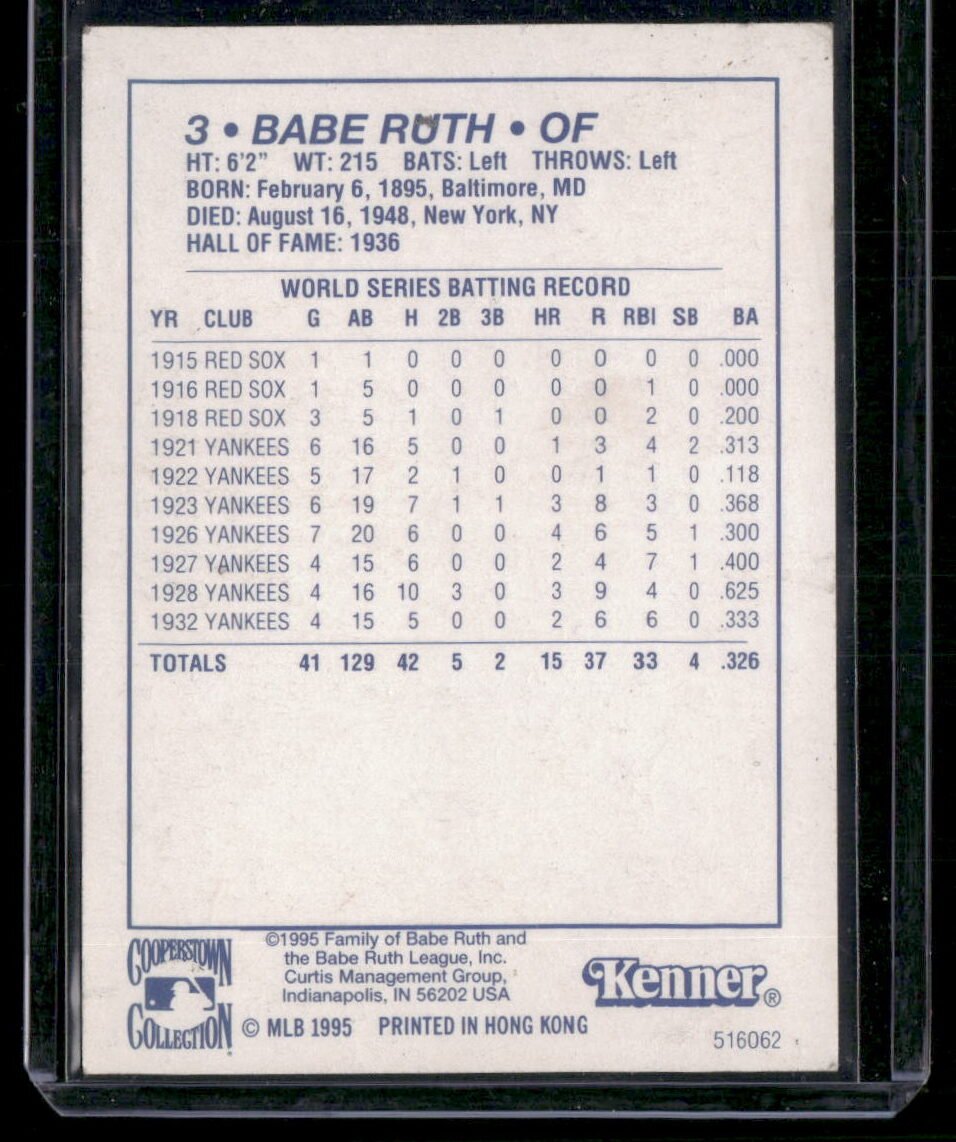 3 • BABE RUTH • OF
HT: 6'2" WT: 215 BATS: Left THROWS: Left
BORN: February 6, 1895, Baltimore, MD
DIED: August 16, 1948, New York, NY
HALL OF FAME: 1936
WORLD SERIES BATTING RECORD
YR CLUB G AB H 2B 3B HR R RBI SB BA
1915 RED SOX 1 1 0 0 0 0 0 0 0 .000
1916 RED SOX 1 5 0 0 0 0 0 1 0 .000
1918 RED SOX 3 5 1 0 1 0 0 2 0 .200
1921 YANKEES 6 16 5 0 0 1 3 4 2 .313
1922 YANKEES 5 17 2 1 0 0 1 1 0 .118
1923 YANKEES 6 19 7 1 1 3 8 3 0 .368
1926 YANKEES 7 20 6 0 0 4 6 5 1 .300
1927 YANKEES 4 15 6 0 0 2 4 7 1 .400
1928 YANKEES 4 16 10 3 0 3 9 4 0 .625
1932 YANKEES 4 15 5 0 0 2 6 6 0 .333
TOTALS 41 129 42 5 2 15 37 33 4 .326
COOPERSTOWN
COLLECTION
©1995 Family of Babe Ruth and
the Babe Ruth League, Inc.
Curtis Management Group,
Indianapolis, IN 56202 USA
© MLB 1995 PRINTED IN HONG KONG
Kenner®
516062